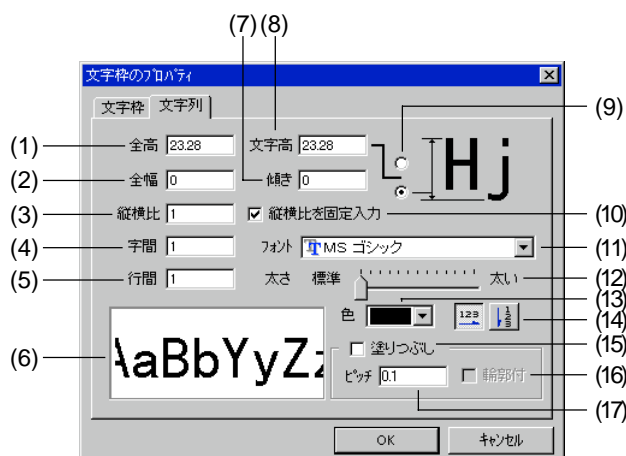 (7) (8)
文字枠のﾌﾟﾛﾊﾟﾃｨ
文字枠 文字列
(9)
(1) 全高 23.28 文字高 23.28
Hj
(2) 全幅 0 傾き 0
(3) 縦横比 1 縦横比を固定入力 (10)
(4) 字間 1 ﾌｫﾝﾄ MS ゴシック (11)
(5) 行間 1 太さ 標準 太い (12)
(13)
色 123 123 (14)
(6) AaBbYyZz
塗りつぶし (15)
ﾋﾟｯﾁ 0.1 輪郭付 (16)
(17)
OK ｷｬﾝｾﾙ